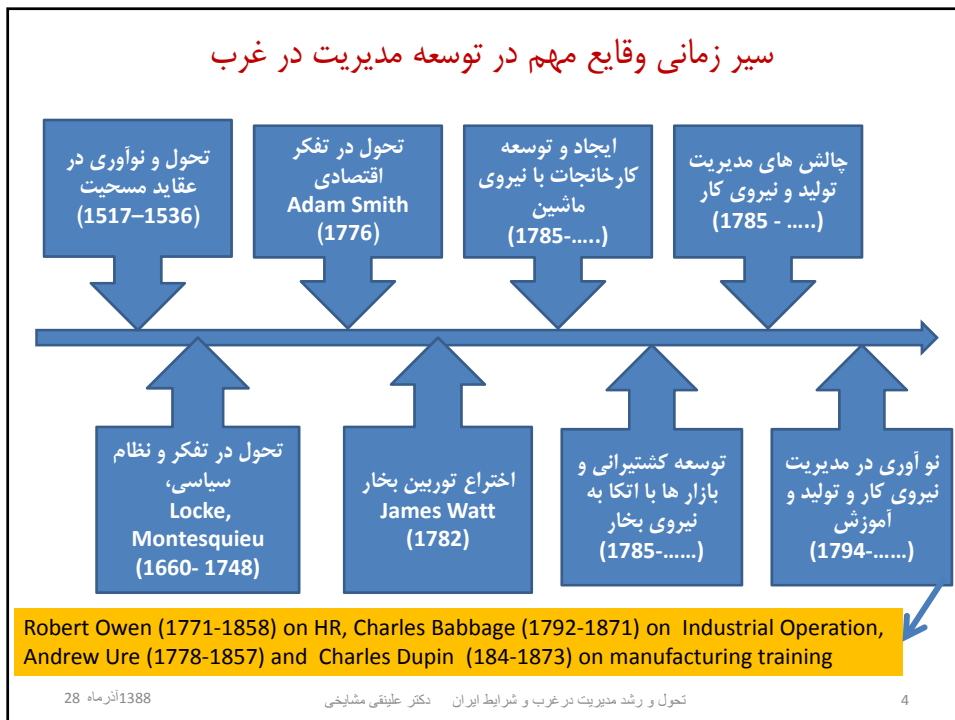 سیر زمانی وقایع مهم در توسعه مدیریت در غرب
تحول و نوآوری در
عقاید مسحیت
(1517–1536)
تحول در تفکر
اقتصادی
Adam Smith
(1776)
ایجاد و توسعه
کارخانجات با نیروی
ماشین
(1785-…..)
چالش های مدیریت
تولید و نیروی کار
(1785 - …..)
تحول در تفکر و نظام
سیاسی،
Locke,
Montesquieu
(1660- 1748)
اختراع توربین بخار
James Watt
(1782)
توسعه کشتیرانی و
بازار ها با اتکا به
نیروی بخار
(1785-……)
نو آوری در مدیریت
نیروی کار و تولید و
آموزش
(1794-……)
Robert Owen (1771-1858) on HR, Charles Babbage (1792-1871) on Industrial Operation,
Andrew Ure (1778-1857) and Charles Dupin (184-1873) on manufacturing training
28 آذر ماه 1388
تحول و رشد مدیریت در غرب و شرایط ایران دکتر علینقی مشایخی
4